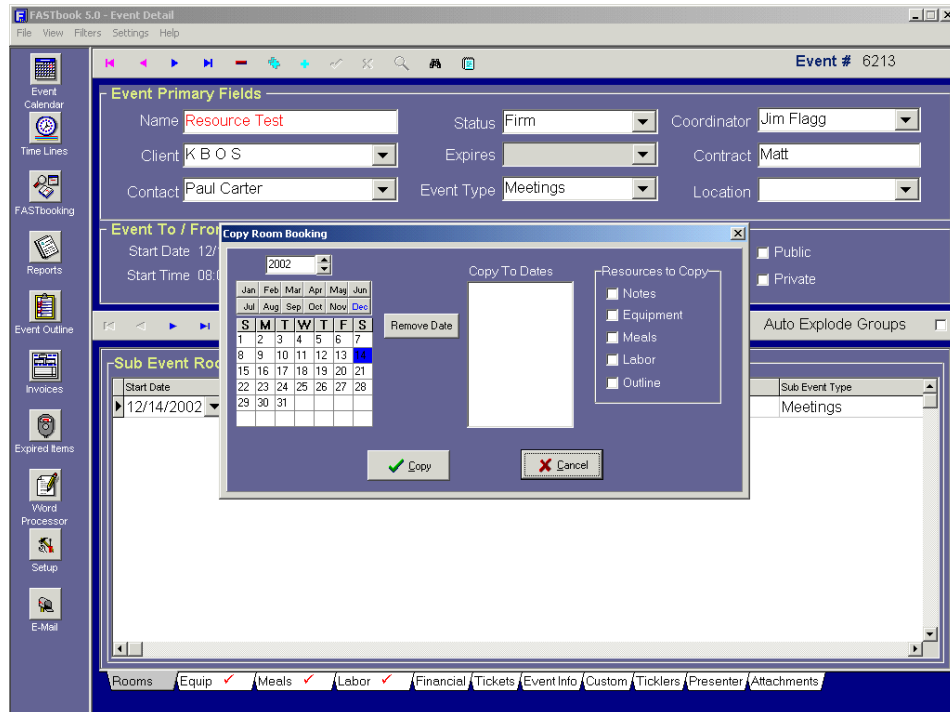 FASTbook 5.0 - Event Detail
File View Filters Settings Help
Event # 6213
Event Calendar
Time Lines
FASTbooking
Reports
Event Outline
Invoices
Expired Items
Word Processor
Setup
E-Mail
Event Primary Fields
Name Resource Test Status Firm Coordinator Jim Flagg
Client K B O S Expires Contract Matt
Contact Paul Carter Event Type Meetings Location
Event To / Fro
Start Date 12/1 Public
Start Time 08:0 Private
Auto Explode Groups
Copy Room Booking
2002
Jan Feb Mar Apr May Jun
Jul Aug Sep Oct Nov Dec
S M T W T F S
1 2 3 4 5 6 7
8 9 10 11 12 13 14
15 16 17 18 19 20 21
22 23 24 25 26 27 28
29 30 31
Remove Date
Copy To Dates
Resources to Copy
Notes
Equipment
Meals
Labor
Outline
Copy Cancel
Sub Event Roo
Start Date Sub Event Type
12/14/2002 Meetings
Rooms Equip Meals Labor Financial Tickets Event Info Custom Ticklers Presenter Attachments